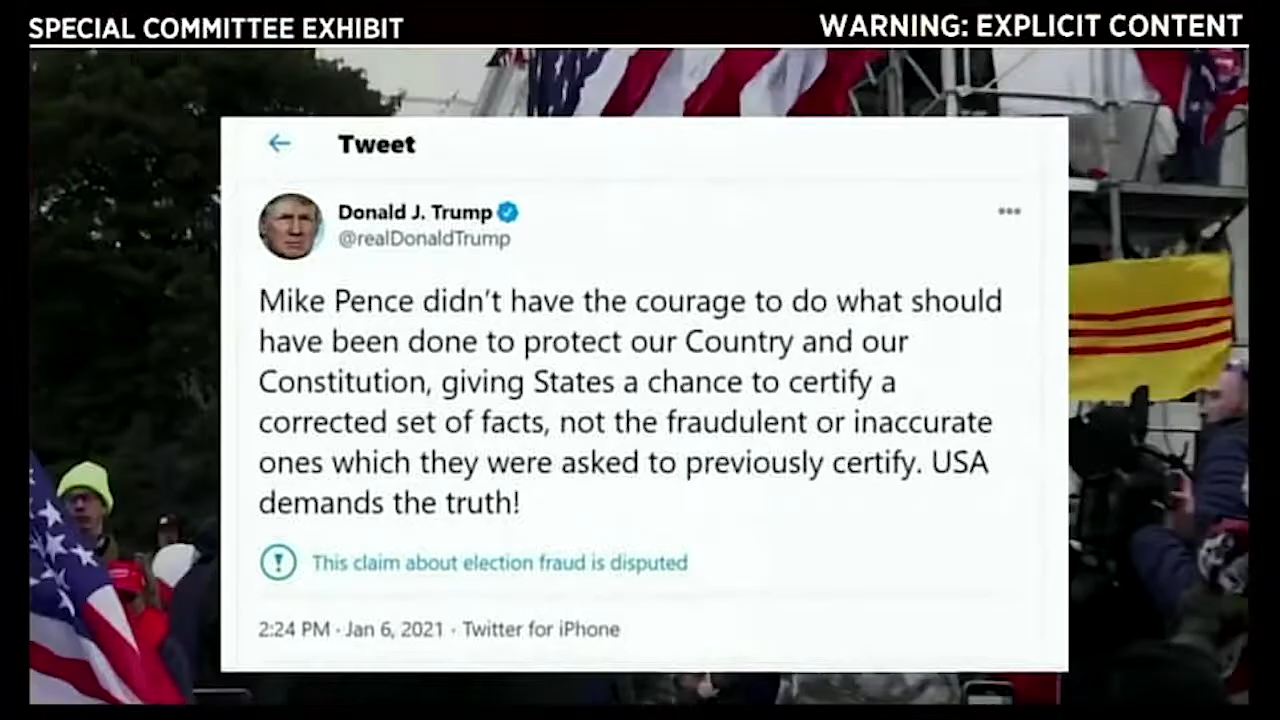 SPECIAL COMMITTEE EXHIBIT
WARNING: EXPLICIT CONTENT
Tweet
Donald J. Trump
@realDonaldTrump
Mike Pence didn’t have the courage to do what should
have been done to protect our Country and our
Constitution, giving States a chance to certify a
corrected set of facts, not the fraudulent or inaccurate
ones which they were asked to previously certify. USA
demands the truth!
This claim about election fraud is disputed
2:24 PM · Jan 6, 2021 · Twitter for iPhone